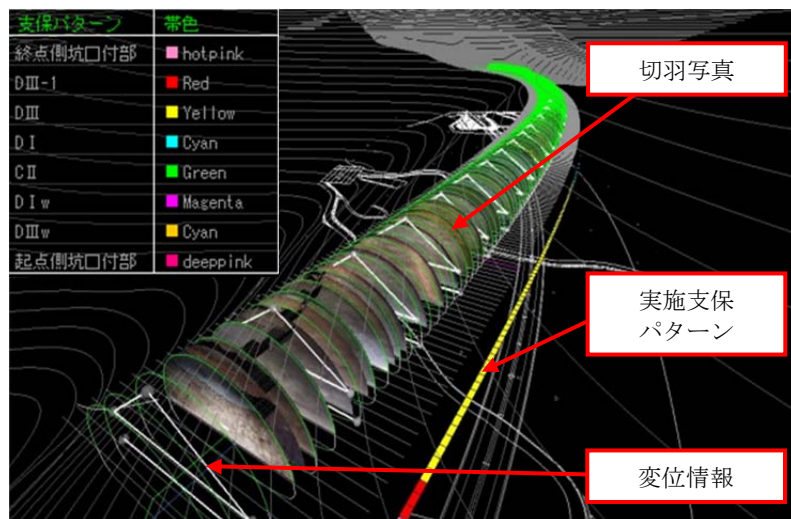 支保パターン 帯色
終点側坑口付部 hotpink
DⅢ-1 Red
DⅢ Yellow
DⅠ Cyan
CⅡ Green
DⅠw Magenta
DⅢw Cyan
起点側坑口付部 deeppink
切羽写真
実施支保
パターン
変位情報